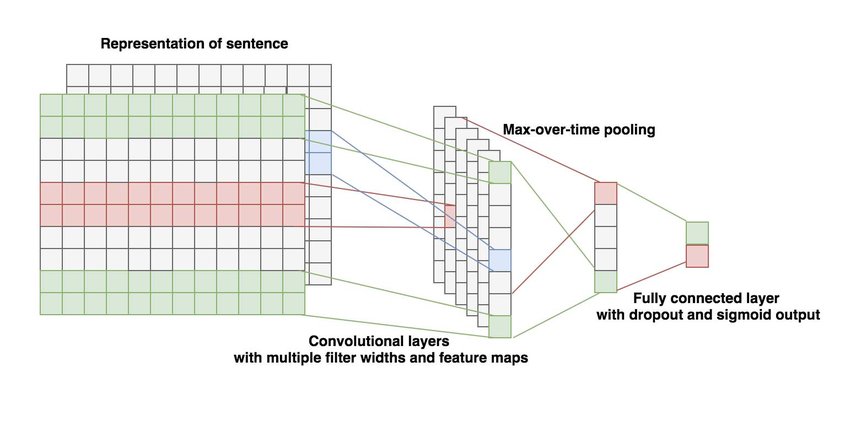 Representation of sentence
Max-over-time pooling
Fully connected layer
with dropout and sigmoid output
Convolutional layers
with multiple filter widths and feature maps